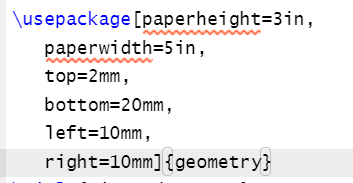 \usepackage[paperheight=3in,
paperwidth=5in,
top=2mm,
bottom=20mm,
left=10mm,
right=10mm]{geometry}